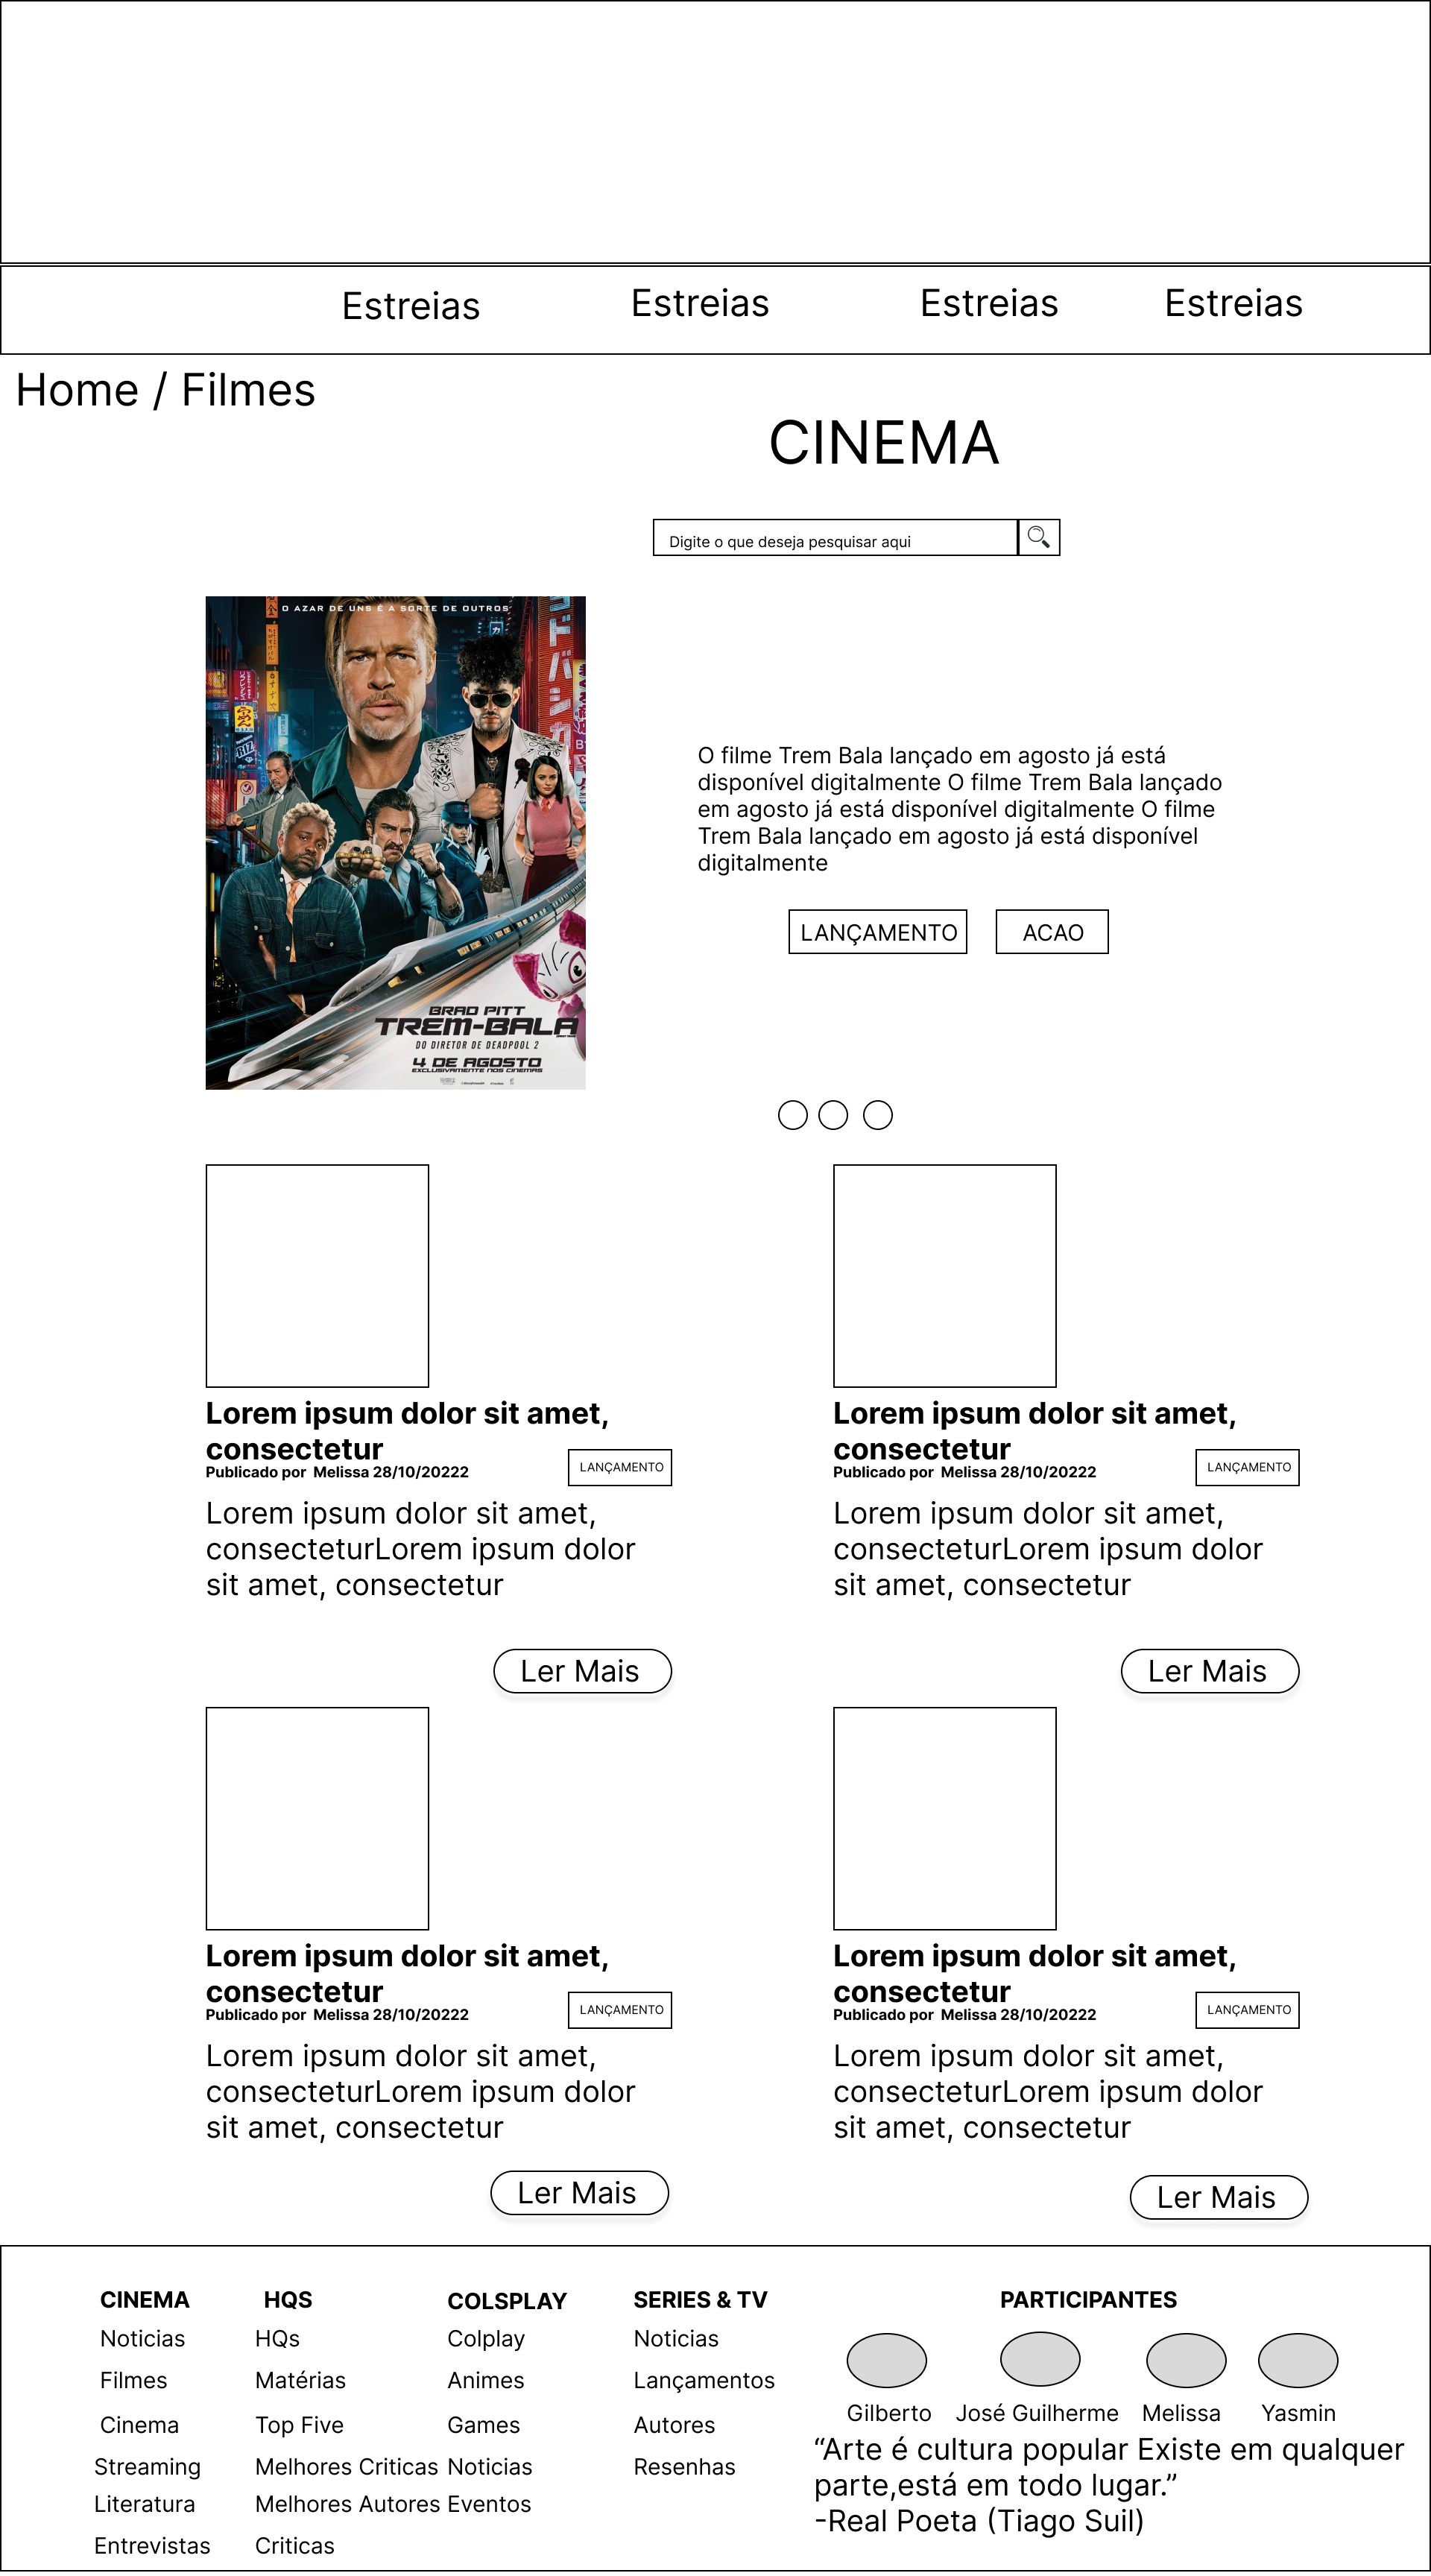 Estreias Estreias Estreias Estreias
Home / Filmes
CINEMA
Digite o que deseja pesquisar aqui
O AZAR DE UNS É A SORTE DE OUTROS
BRAD PITT
TREM-BALA
DO DIRETOR DE DEADPOOL 2
4 DE AGOSTO
EXCLUSIVAMENTE NOS CINEMAS
O filme Trem Bala lançado em agosto já está
disponível digitalmente O filme Trem Bala lançado
em agosto já está disponível digitalmente O filme
Trem Bala lançado em agosto já está disponível
digitalmente
LANÇAMENTO ACAO
Lorem ipsum dolor sit amet,
consectetur
Publicado por Melissa 28/10/20222
LANÇAMENTO
Lorem ipsum dolor sit amet,
consecteturLorem ipsum dolor
sit amet, consectetur
Ler Mais
Lorem ipsum dolor sit amet,
consectetur
Publicado por Melissa 28/10/20222
LANÇAMENTO
Lorem ipsum dolor sit amet,
consecteturLorem ipsum dolor
sit amet, consectetur
Ler Mais
Lorem ipsum dolor sit amet,
consectetur
Publicado por Melissa 28/10/20222
LANÇAMENTO
Lorem ipsum dolor sit amet,
consecteturLorem ipsum dolor
sit amet, consectetur
Ler Mais
Lorem ipsum dolor sit amet,
consectetur
Publicado por Melissa 28/10/20222
LANÇAMENTO
Lorem ipsum dolor sit amet,
consecteturLorem ipsum dolor
sit amet, consectetur
Ler Mais
CINEMA
Noticias
Filmes
Cinema
Streaming
Literatura
Entrevistas
HQS
HQs
Matérias
Top Five
Melhores Criticas
Melhores Autores
Criticas
COLSPLAY
Colplay
Animes
Games
Noticias
Eventos
SERIES & TV
Noticias
Lançamentos
Autores
Resenhas
PARTICIPANTES
Gilberto José Guilherme Melissa Yasmin
“Arte é cultura popular Existe em qualquer
parte,está em todo lugar.”
-Real Poeta (Tiago Suil)